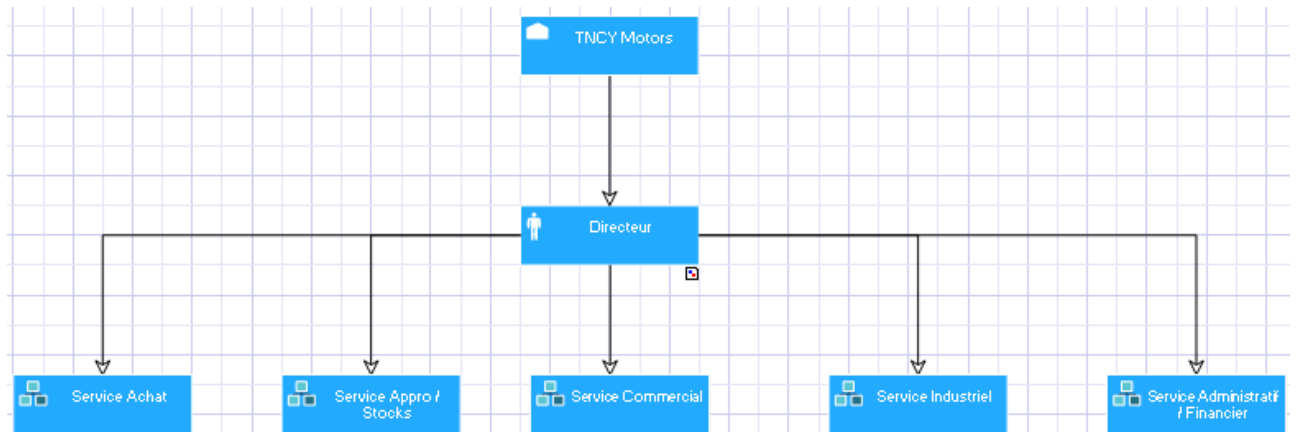 TNCY Motors
Directeur
Service Achat
Service Appro /
Stocks
Service Commercial
Service Industriel
Service Administratif
/ Financier